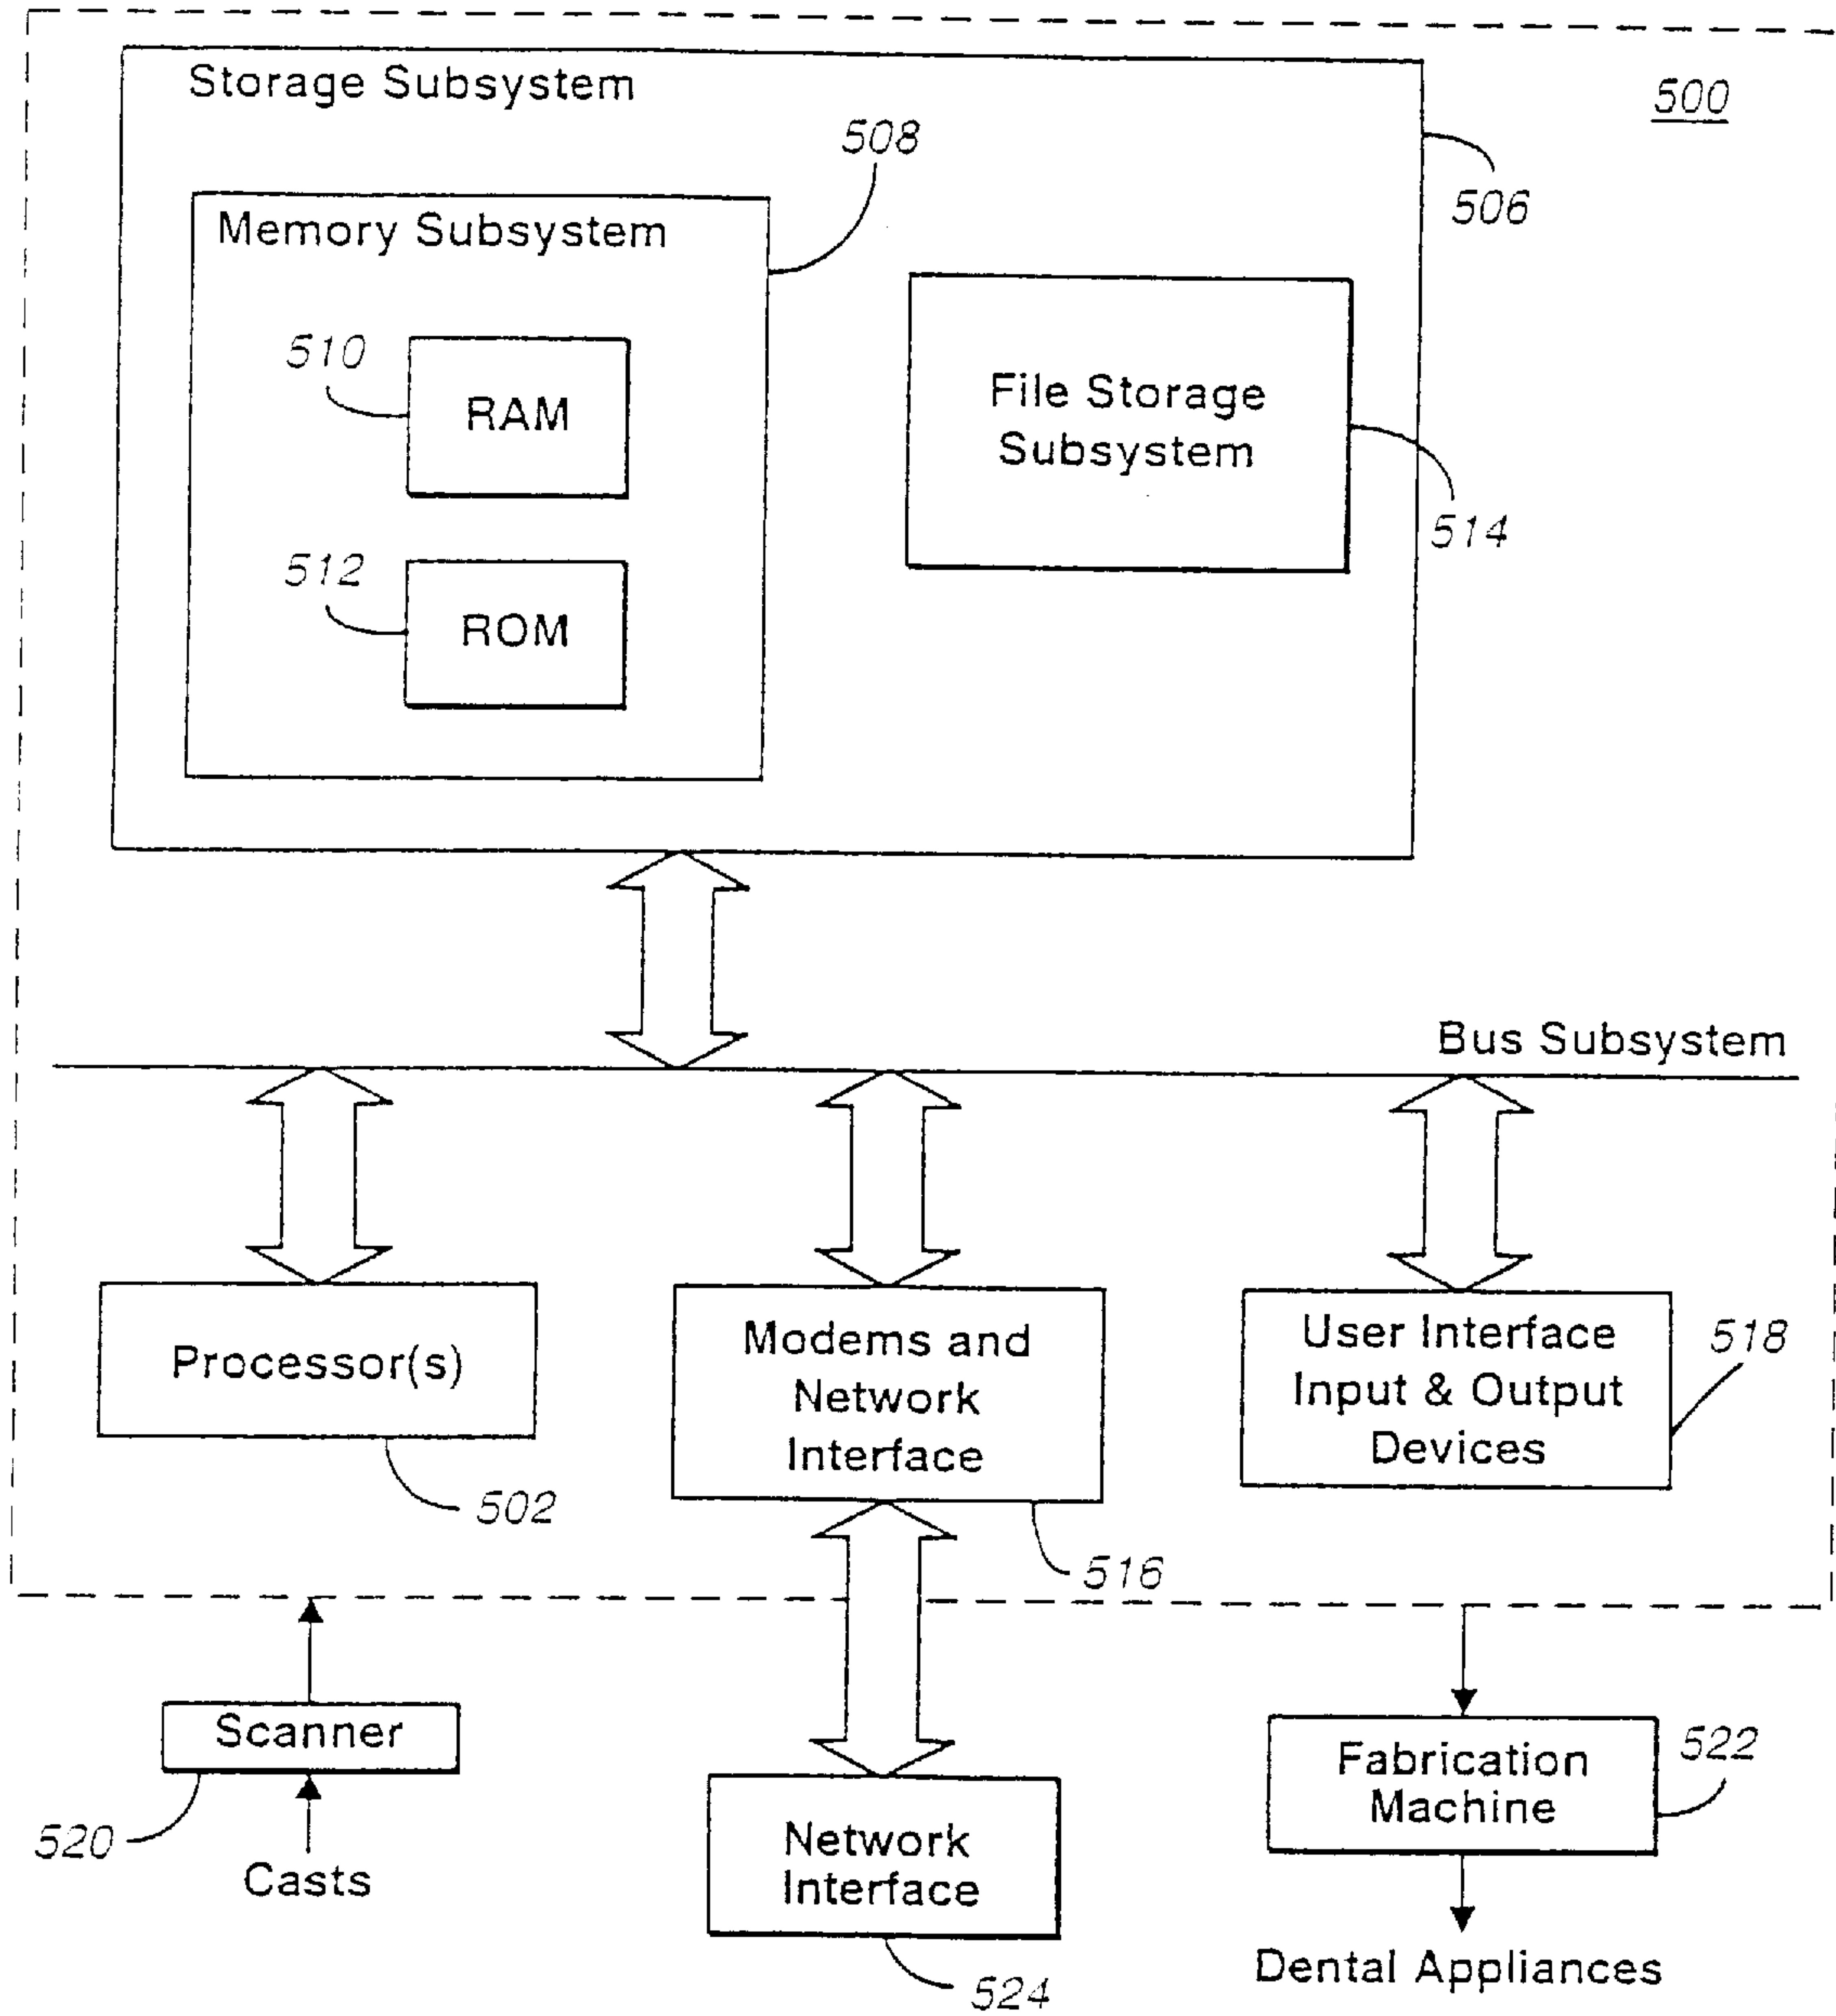 Storage Subsystem
500
508
506
Memory Subsystem
510
RAM
File Storage
Subsystem
514
512
ROM
Bus Subsystem
Processor(s)
502
Modems and
Network
Interface
516
User Interface
Input & Output
Devices
518
Scanner
520
Casts
Network
Interface
524
Fabrication
Machine
522
Dental Appliances